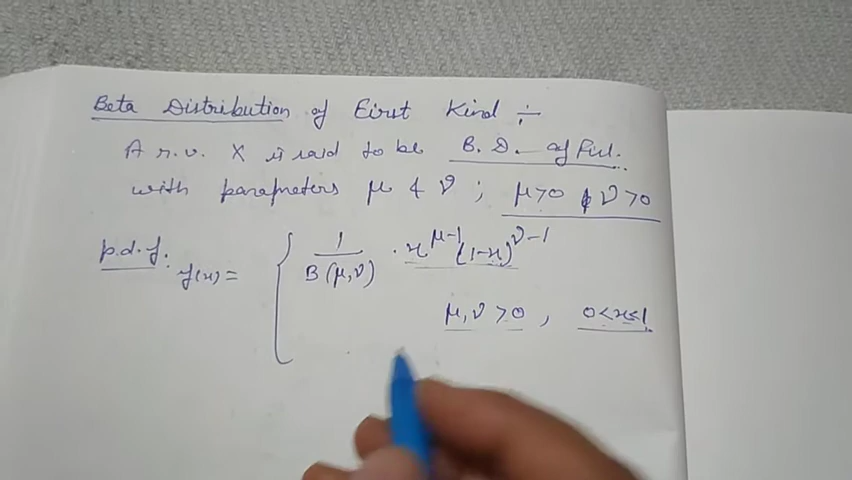 Beta Distribution of First Kind ÷
A r.v. X is said to be B. D. of
with parameters μ & ν ; μ>0 & ν>0
p.d.f: f(x) = { 1/B(μ,ν) · x^(μ-1) (1-x)^(ν-1)
μ, ν >0 , 0<x<1